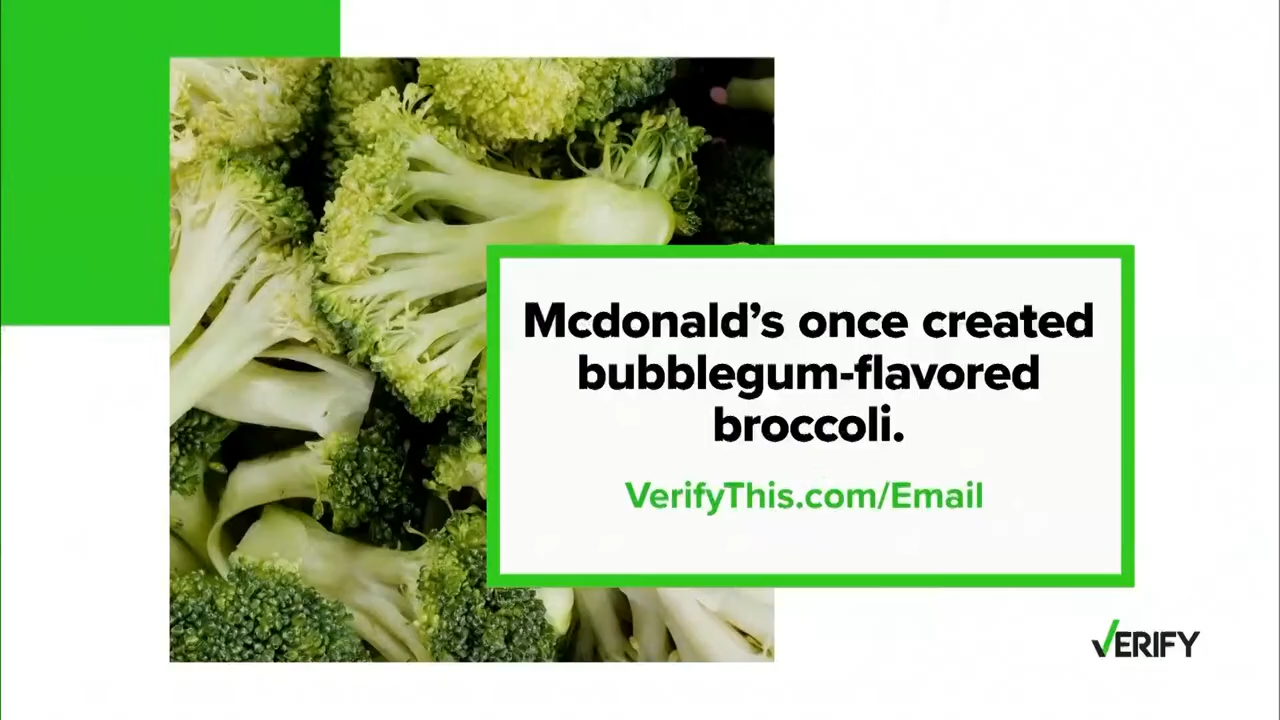 Mcdonald's once created
bubblegum-flavored
broccoli.
VerifyThis.com/Email
VERIFY